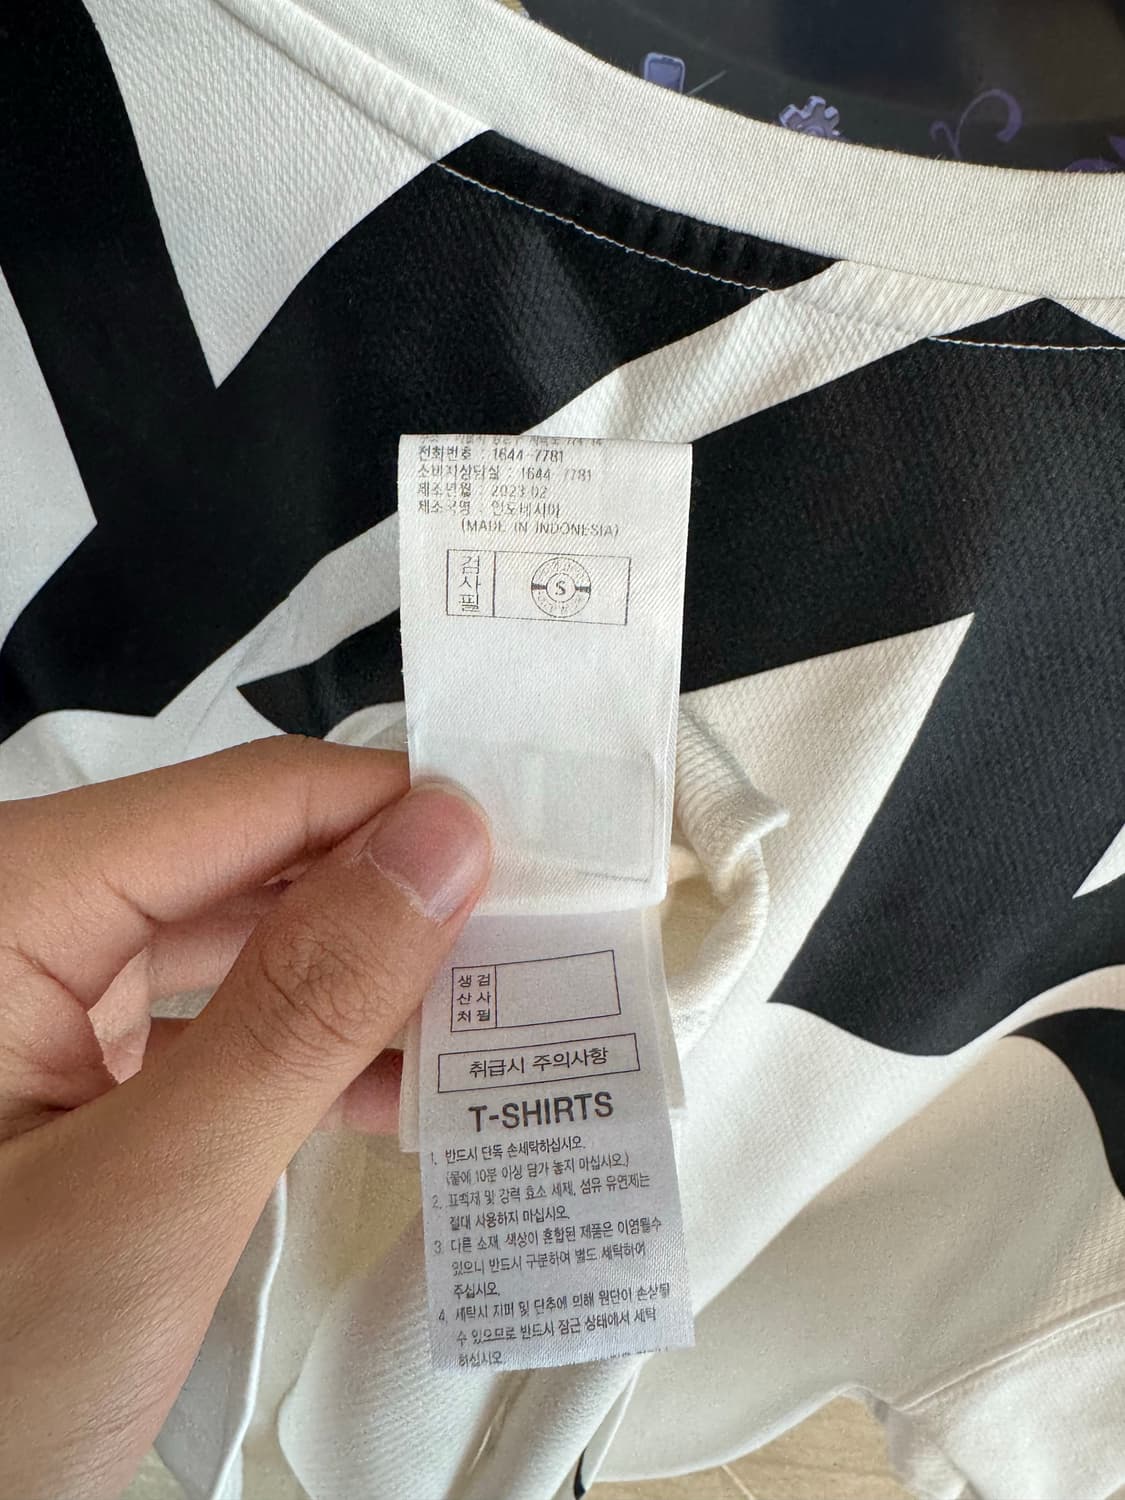 전화번호 : 1644-7781
소비자상담실 : 1644-7781
제조년월 : 2023.02
제조국명 : 인도네시아
(MADE IN INDONESIA)
검사필
S
생산처 검사필
취급시 주의사항
T-SHIRTS
1. 반드시 단독 손세탁하십시오.
(물에 10분 이상 담가 놓지 마십시오.)
2. 표백제 및 강력 효소 세제, 섬유 유연제는
절대 사용하지 마십시오.
3. 다른 소재, 색상이 혼합된 제품은 이염될수
있으니 반드시 구분하여 별도 세탁하여
주십시오.
4. 세탁시 지퍼 및 단추에 의해 원단이 손상될
수 있으므로 반드시 잠근 상태에서 세탁
하십시오.